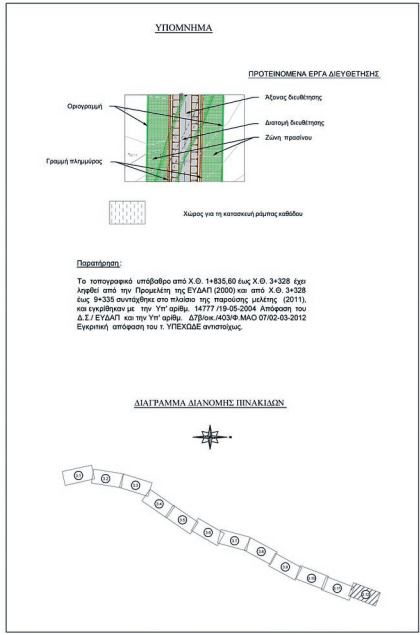 ΥΠΟΜΝΗΜΑ
ΠΡΟΤΕΙΝΟΜΕΝΑ ΕΡΓΑ ΔΙΕΥΘΕΤΗΣΗΣ
Οριογραμμή
Άξονας διευθέτησης
Διατομή διευθέτησης
Ζώνη πρασίνου
Γραμμή πλημμύρας
Χώρος για τη κατασκευή ράμπας καθόδου
Παρατήρηση:
Το τοπογραφικό υπόβαθρο από Χ.Θ. 1+835,60 έως Χ.Θ. 3+328 έχει
ληφθεί από την Προμελέτη της ΕΥΔΑΠ (2000) και από Χ.Θ. 3+328
έως 9+335 συντάχθηκε στο πλαίσιο της παρούσης μελέτης (2011),
και εγκρίθηκαν με την Υπ' αρίθμ. 14777 /19-05-2004 Απόφαση του
Δ.Σ./ ΕΥΔΑΠ και την Υπ' αριθμ. Δ7β/οικ./403/Φ.ΜΑΟ 07/02-03-2012
Εγκριτική απόφαση του τ. ΥΠΕΧΩΔΕ αντιστοίχως.
ΔΙΑΓΡΑΜΜΑ ΔΙΑΝΟΜΗΣ ΠΙΝΑΚΙΔΩΝ